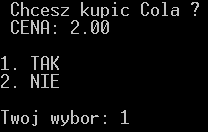 Chcesz kupic Cola ?
CENA: 2.00
1. TAK
2. NIE
Twoj wybor: 1